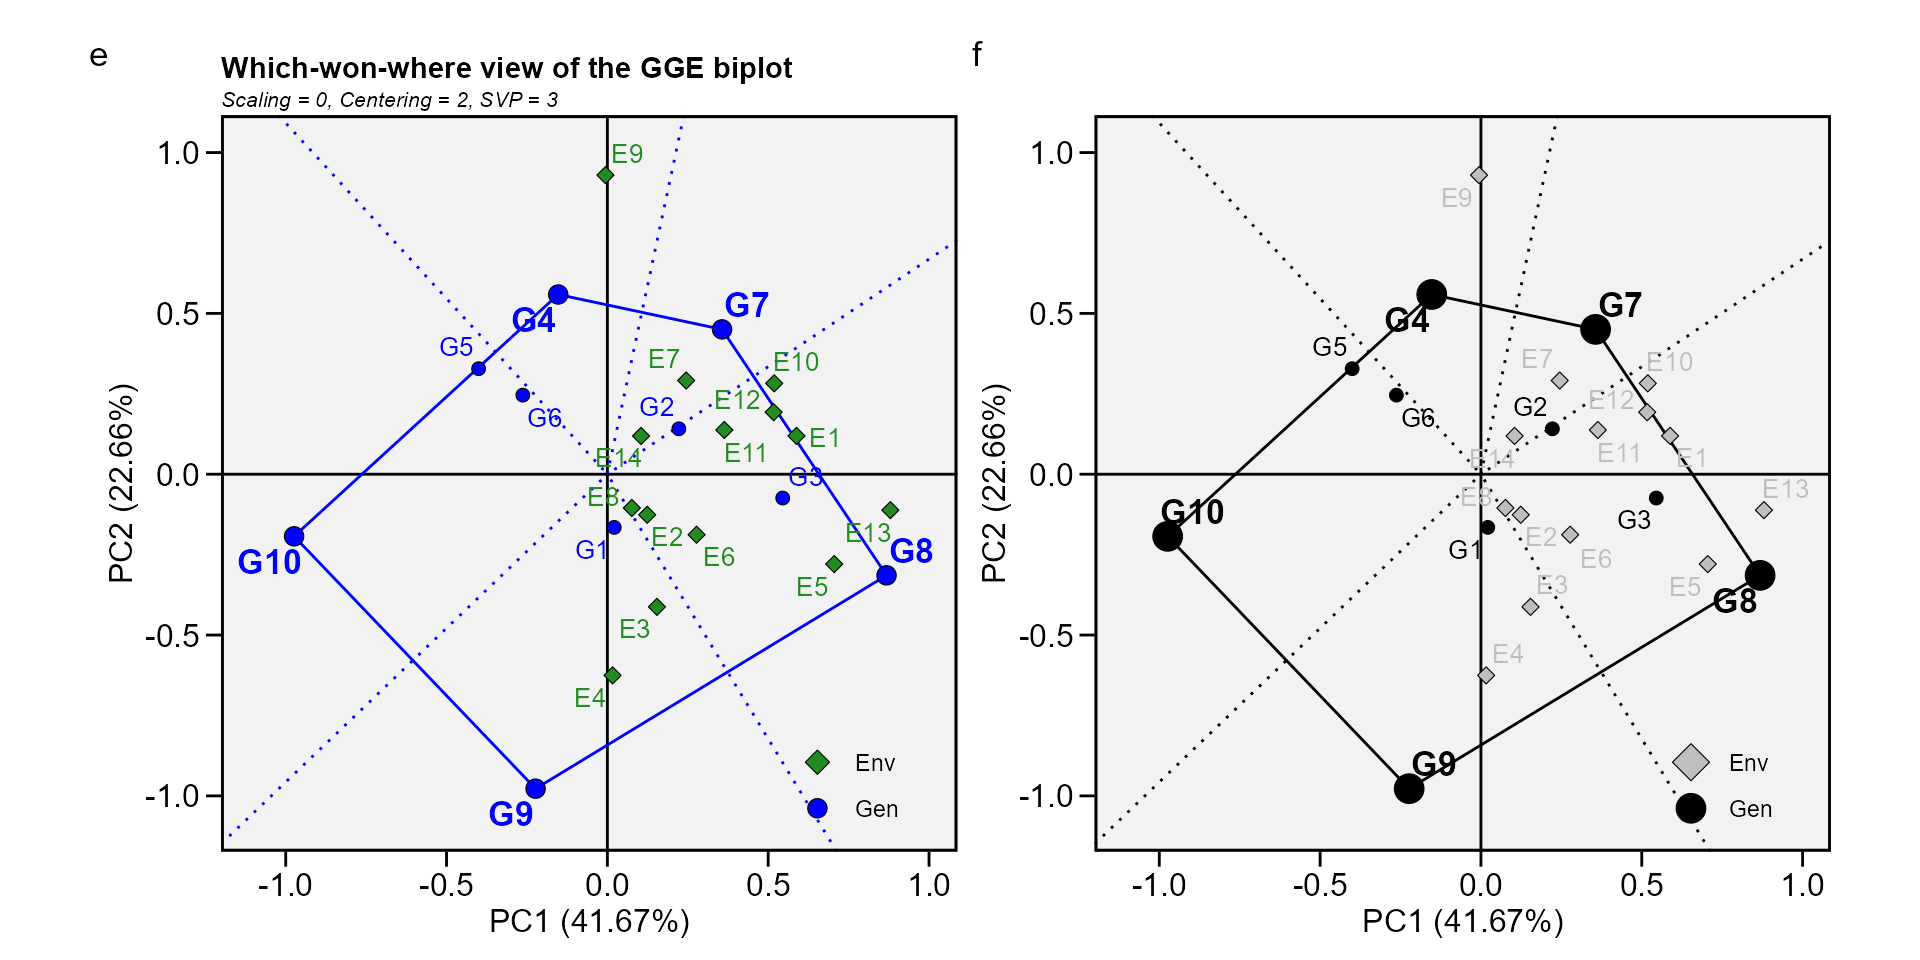 e
Which-won-where view of the GGE biplot
Scaling = 0, Centering = 2, SVP = 3
PC2 (22.66%)
1.0
0.5
0.0
-0.5
-1.0
E9
G4
G7
G5
E7
E10
G6
G2
E12
E14
E11
E1
G3
E8
E13
G10
G1
E2
E6
G8
E5
E3
E4
G9
Env
Gen
-1.0
-0.5
0.0
0.5
1.0
PC1 (41.67%)
f
PC2 (22.66%)
1.0
0.5
0.0
-0.5
-1.0
E9
G4
G7
G5
E7
E10
G6
G2
E12
E14
E11
E1
E13
E8
G10
G3
G1
E2
E6
E3
E5
G8
E4
G9
Env
Gen
-1.0
-0.5
0.0
0.5
1.0
PC1 (41.67%)